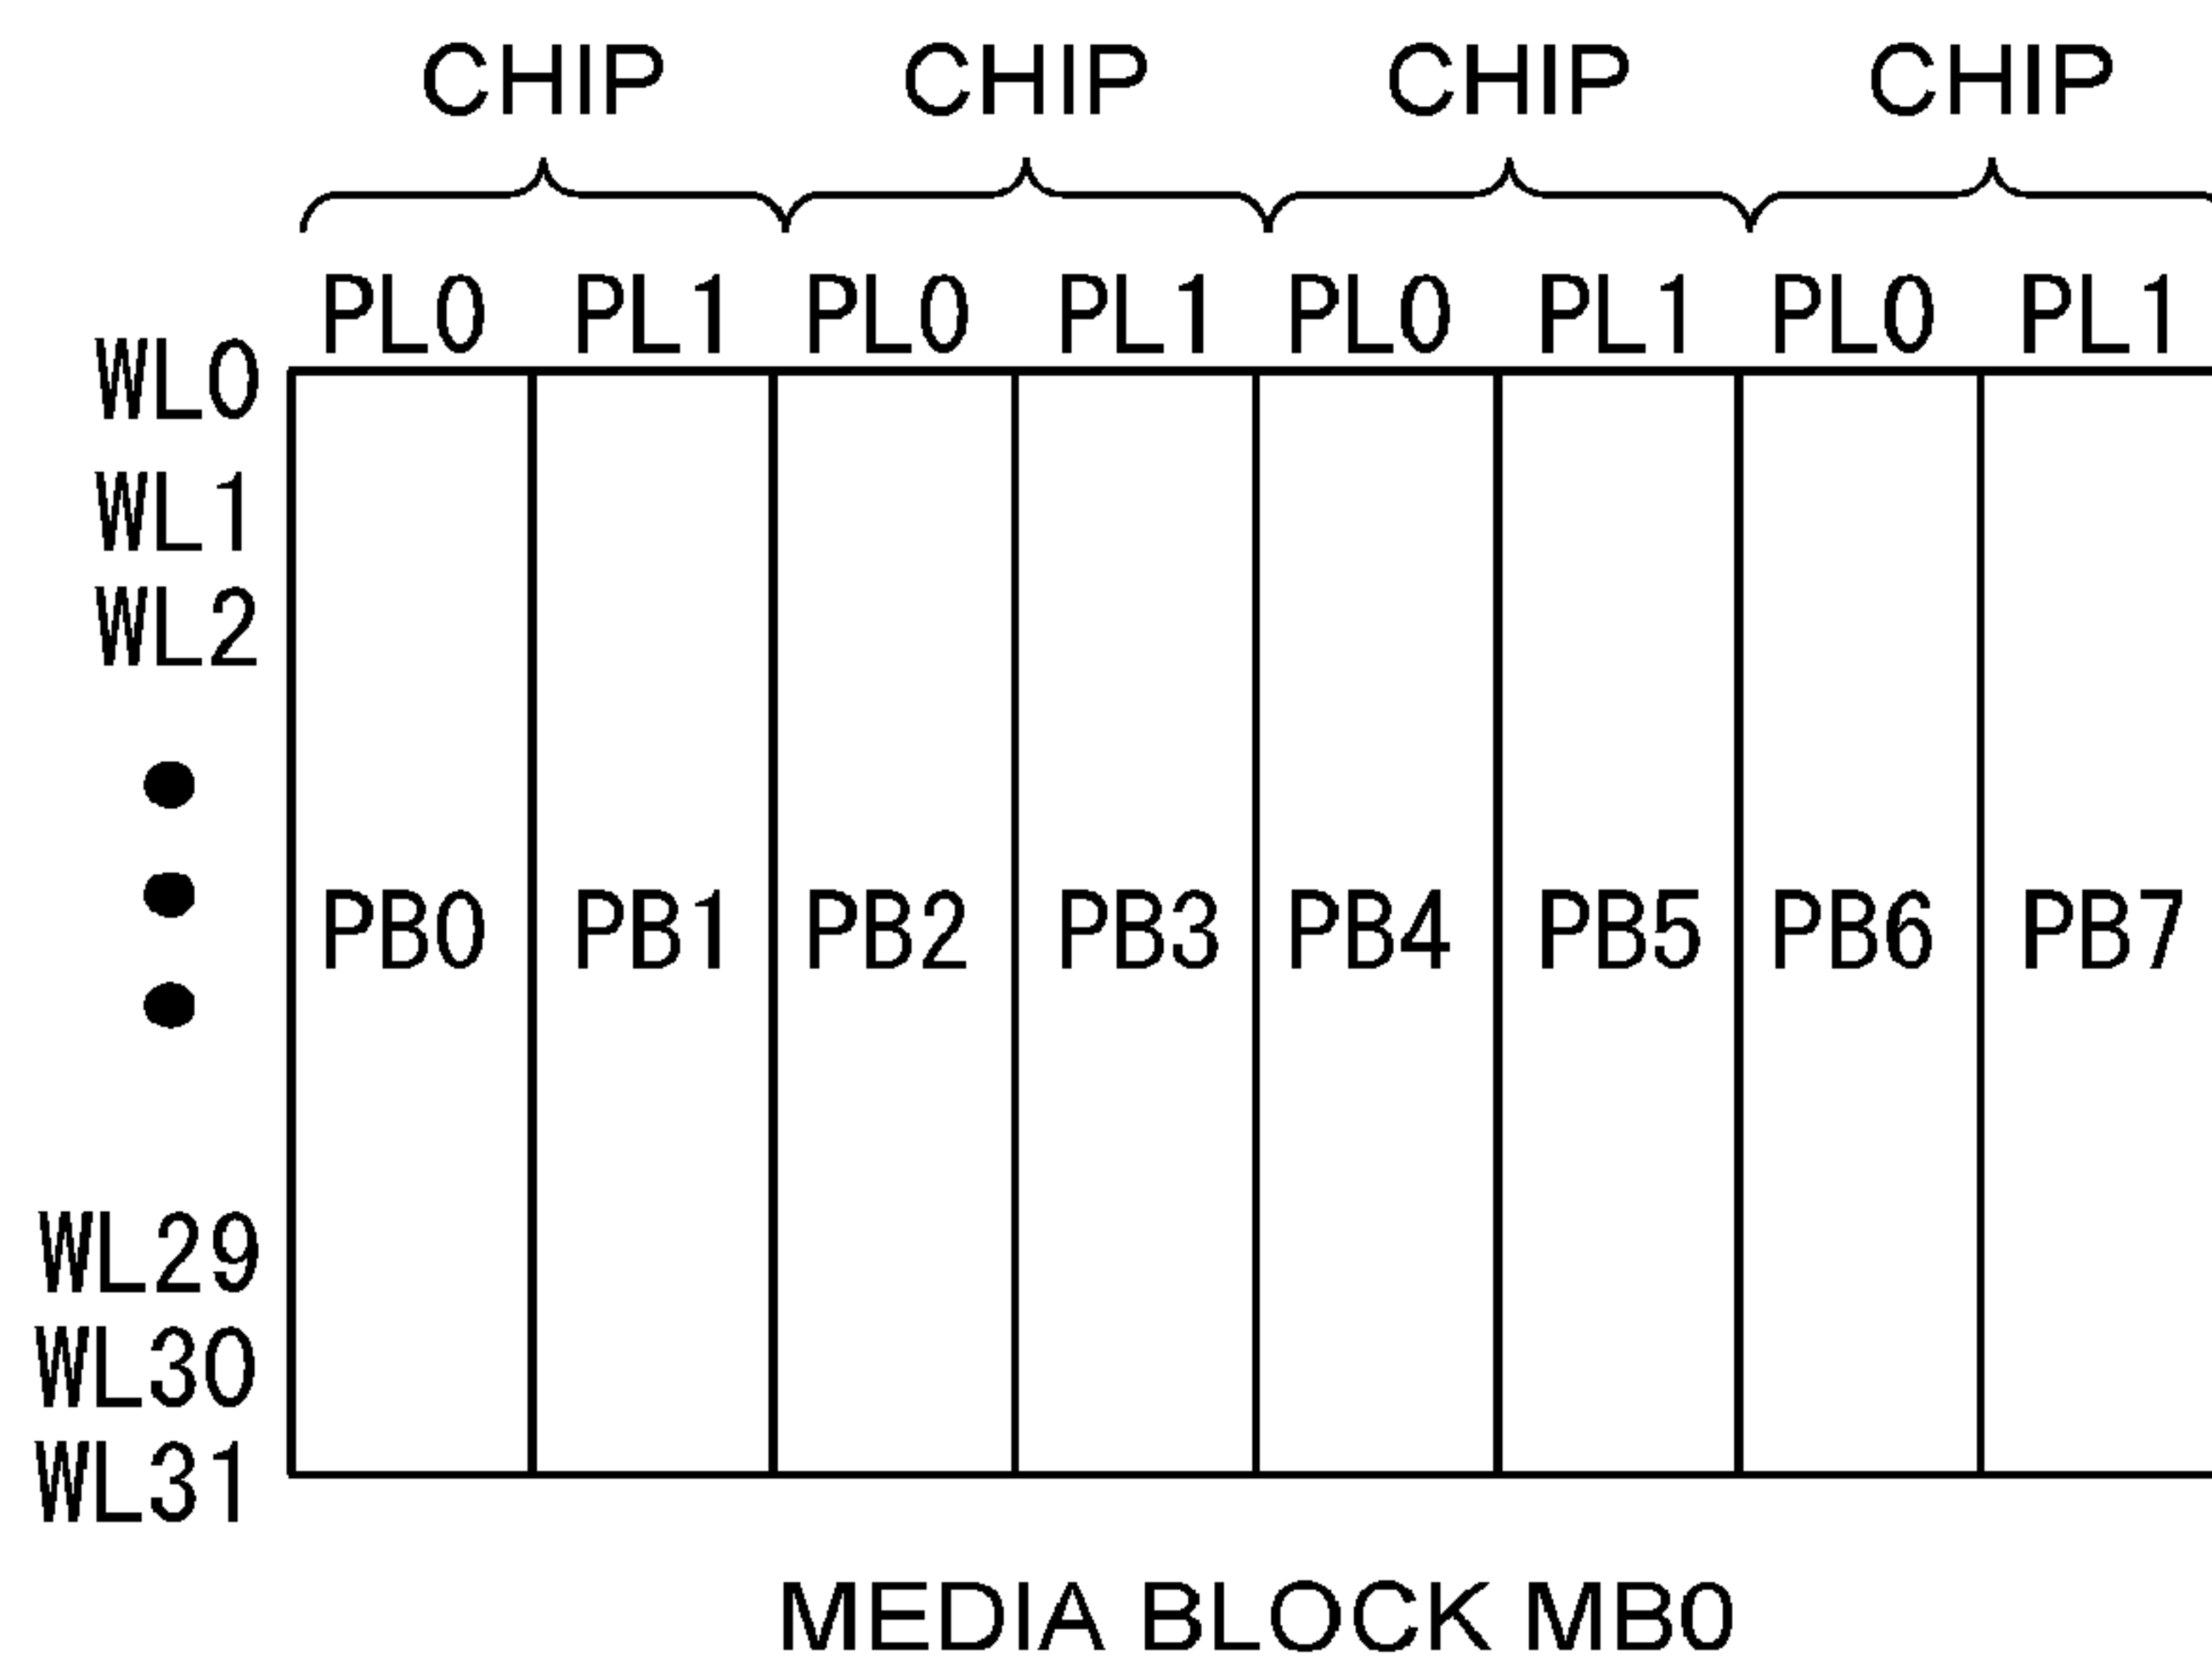 CHIP CHIP CHIP CHIP
PL0 PL1 PL0 PL1 PL0 PL1 PL0 PL1
WL0
WL1
WL2
PB0 PB1 PB2 PB3 PB4 PB5 PB6 PB7
WL29
WL30
WL31
MEDIA BLOCK MB0